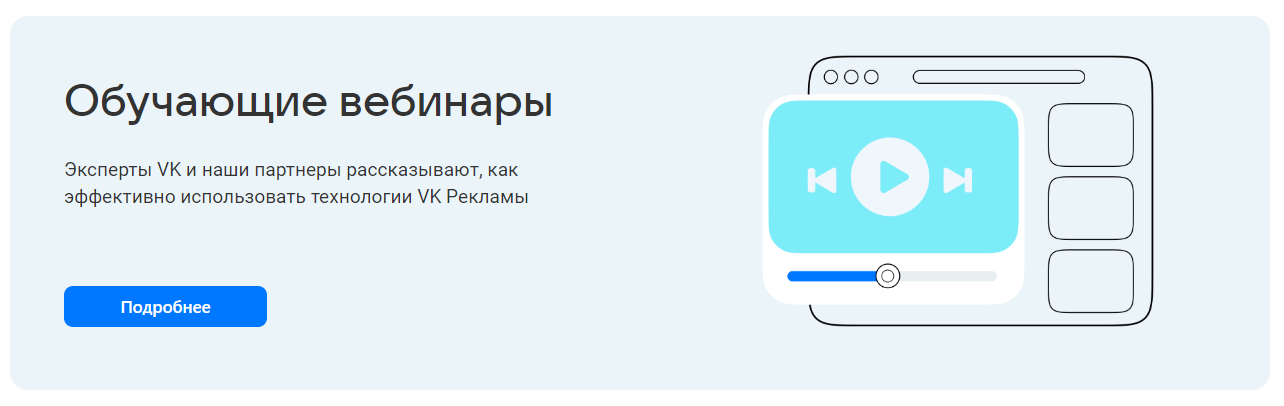 Обучающие вебинары
Эксперты VK и наши партнеры рассказывают, как
эффективно использовать технологии VK Рекламы
Подробнее